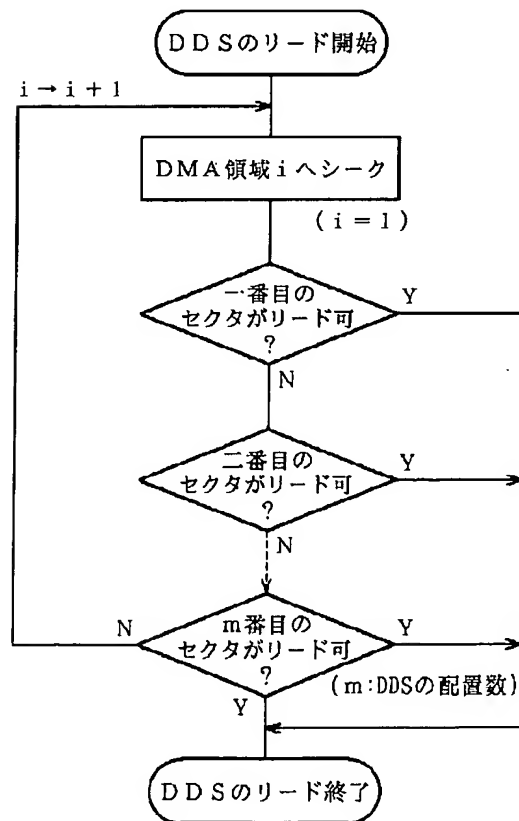 DDSのリード開始
i→i+1
DMA領域iへシーク
(i=1)
一番目の
セクタがリード可
?
Y
N
二番目の
セクタがリード可
?
Y
N
m番目の
セクタがリード可
?
N
Y
(m:DDSの配置数)
Y
DDSのリード終了